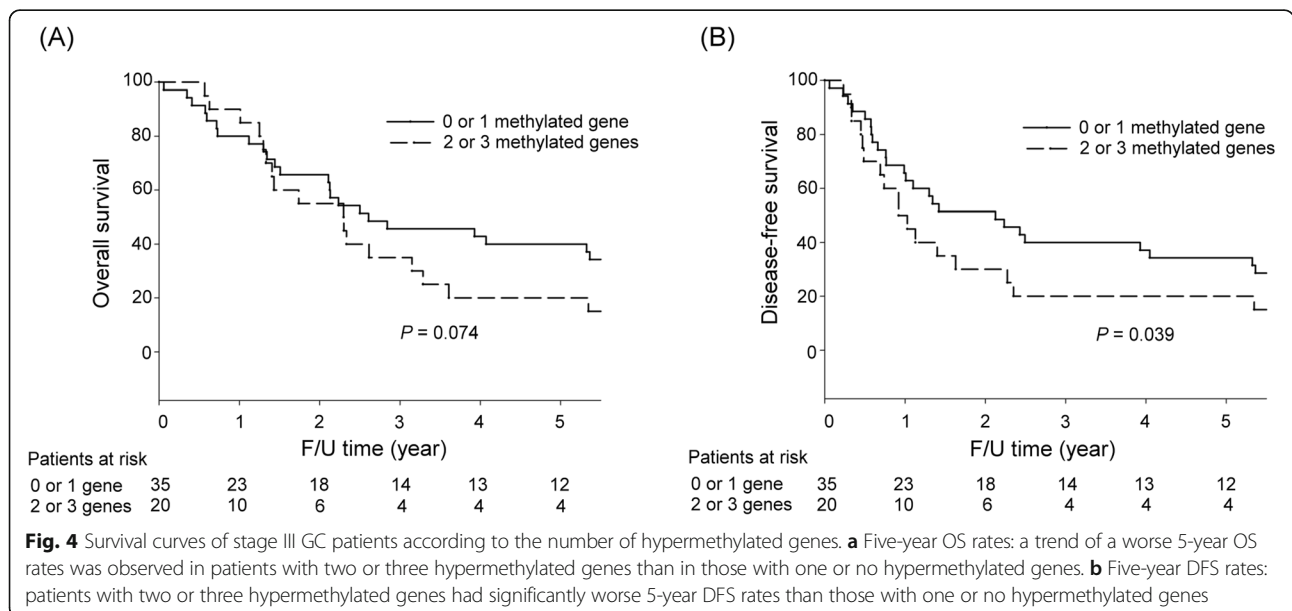 (A)
Overall survival
100
80
60
40
20
0
0 or 1 methylated gene
2 or 3 methylated genes
P = 0.074
0 1 2 3 4 5
F/U time (year)
Patients at risk
0 or 1 gene 35 23 18 14 13 12
2 or 3 genes 20 10 6 4 4 4
(B)
Disease-free survival
100
80
60
40
20
0
0 or 1 methylated gene
2 or 3 methylated genes
P = 0.039
0 1 2 3 4 5
F/U time (year)
Patients at risk
0 or 1 gene 35 23 18 14 13 12
2 or 3 genes 20 10 6 4 4 4
Fig. 4 Survival curves of stage III GC patients according to the number of hypermethylated genes. a Five-year OS rates: a trend of a worse 5-year OS
rates was observed in patients with two or three hypermethylated genes than in those with one or no hypermethylated genes. b Five-year DFS rates:
patients with two or three hypermethylated genes had significantly worse 5-year DFS rates than those with one or no hypermethylated genes